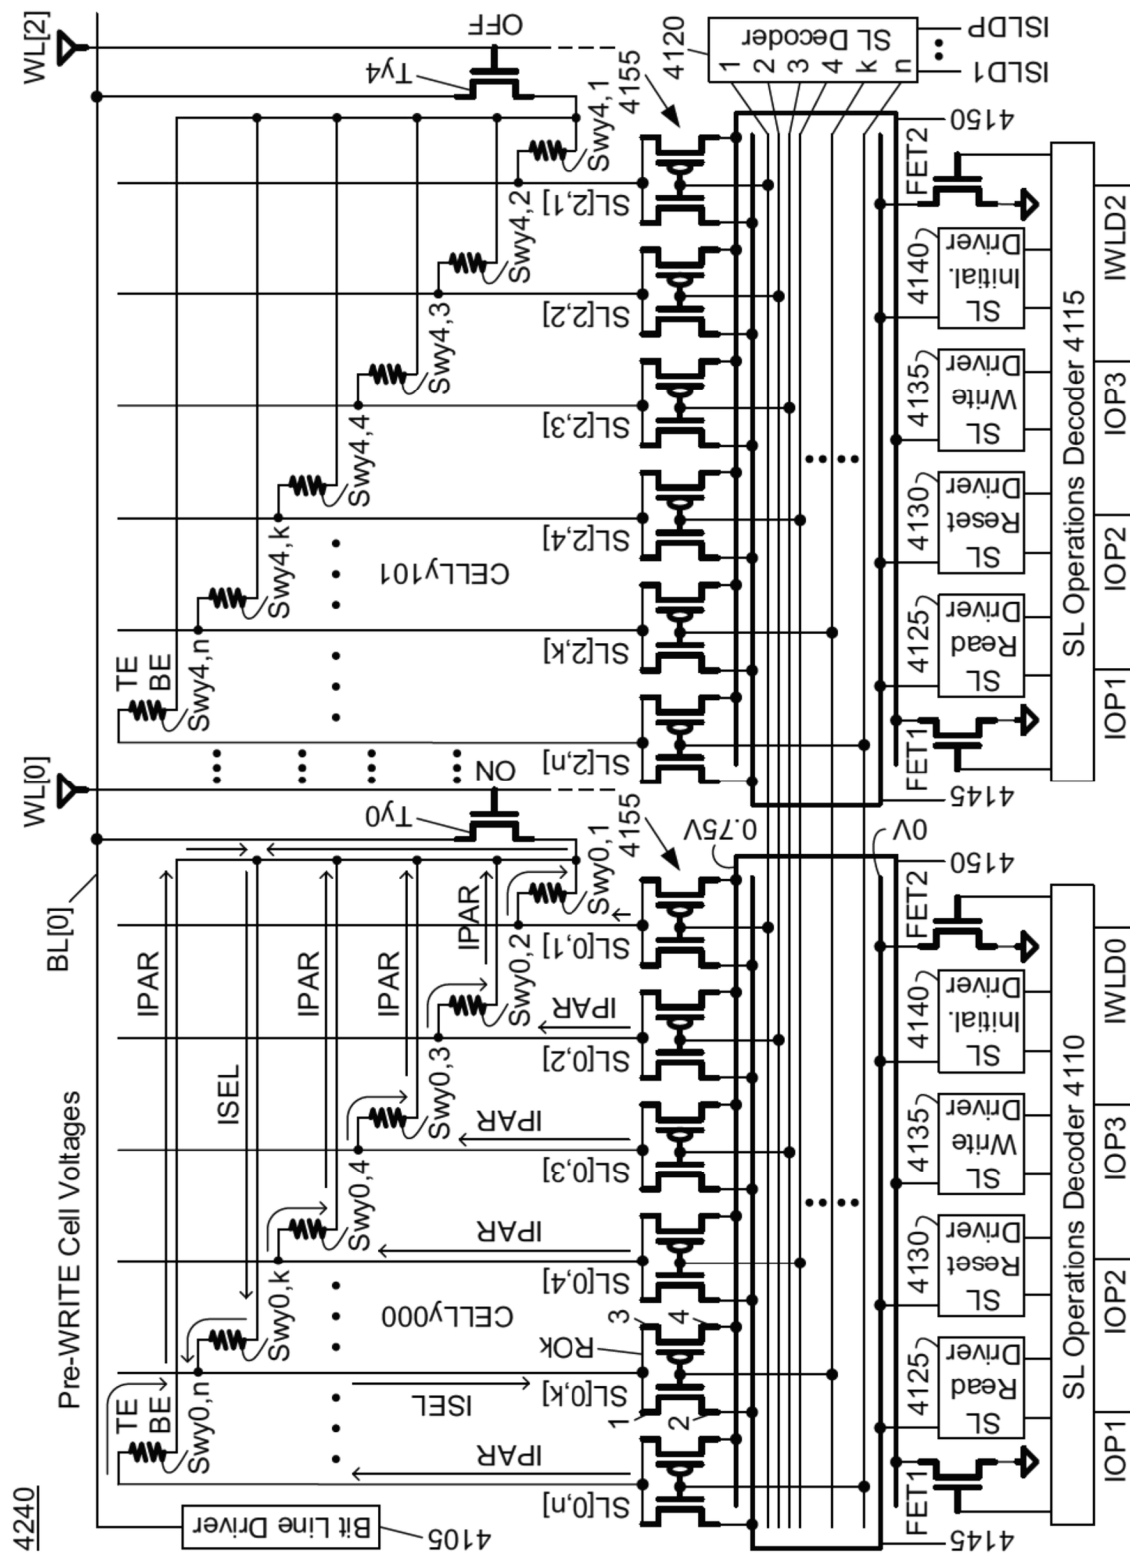 4240
Pre-WRITE Cell Voltages
BL[0]
WL[0]
WL[2]
Bit Line Driver
4105
TE
BE
Swy0,n
Swy0,k
Swy0,4
Swy0,3
Swy0,2
Swy0,1
IPAR
ISEL
IPAR
IPAR
IPAR
Ty0
ON
CELLy000
IPAR
ISEL
IPAR
IPAR
IPAR
ROk
1
2
3
4
SL[0,n]
SL[0,k]
SL[0,4]
SL[0,3]
SL[0,2]
SL[0,1]
4155
0.75V
0V
TE
BE
Swy4,n
Swy4,k
Swy4,4
Swy4,3
Swy4,2
Swy4,1
Ty4
OFF
CELLy101
SL[2,n]
SL[2,k]
SL[2,4]
SL[2,3]
SL[2,2]
SL[2,1]
4155
4120
SL Decoder
1 2 3 4 k n
ISLD1
ISLDP
4145
FET1
4125
SL
Read
Driver
4130
SL
Reset
Driver
4135
SL
Write
Driver
4140
SL
Initial.
Driver
FET2
4150
SL Operations Decoder 4110
IOP1
IOP2
IOP3
IWLD0
4145
FET1
4125
SL
Read
Driver
4130
SL
Reset
Driver
4135
SL
Write
Driver
4140
SL
Initial.
Driver
FET2
4150
SL Operations Decoder 4115
IOP1
IOP2
IOP3
IWLD2